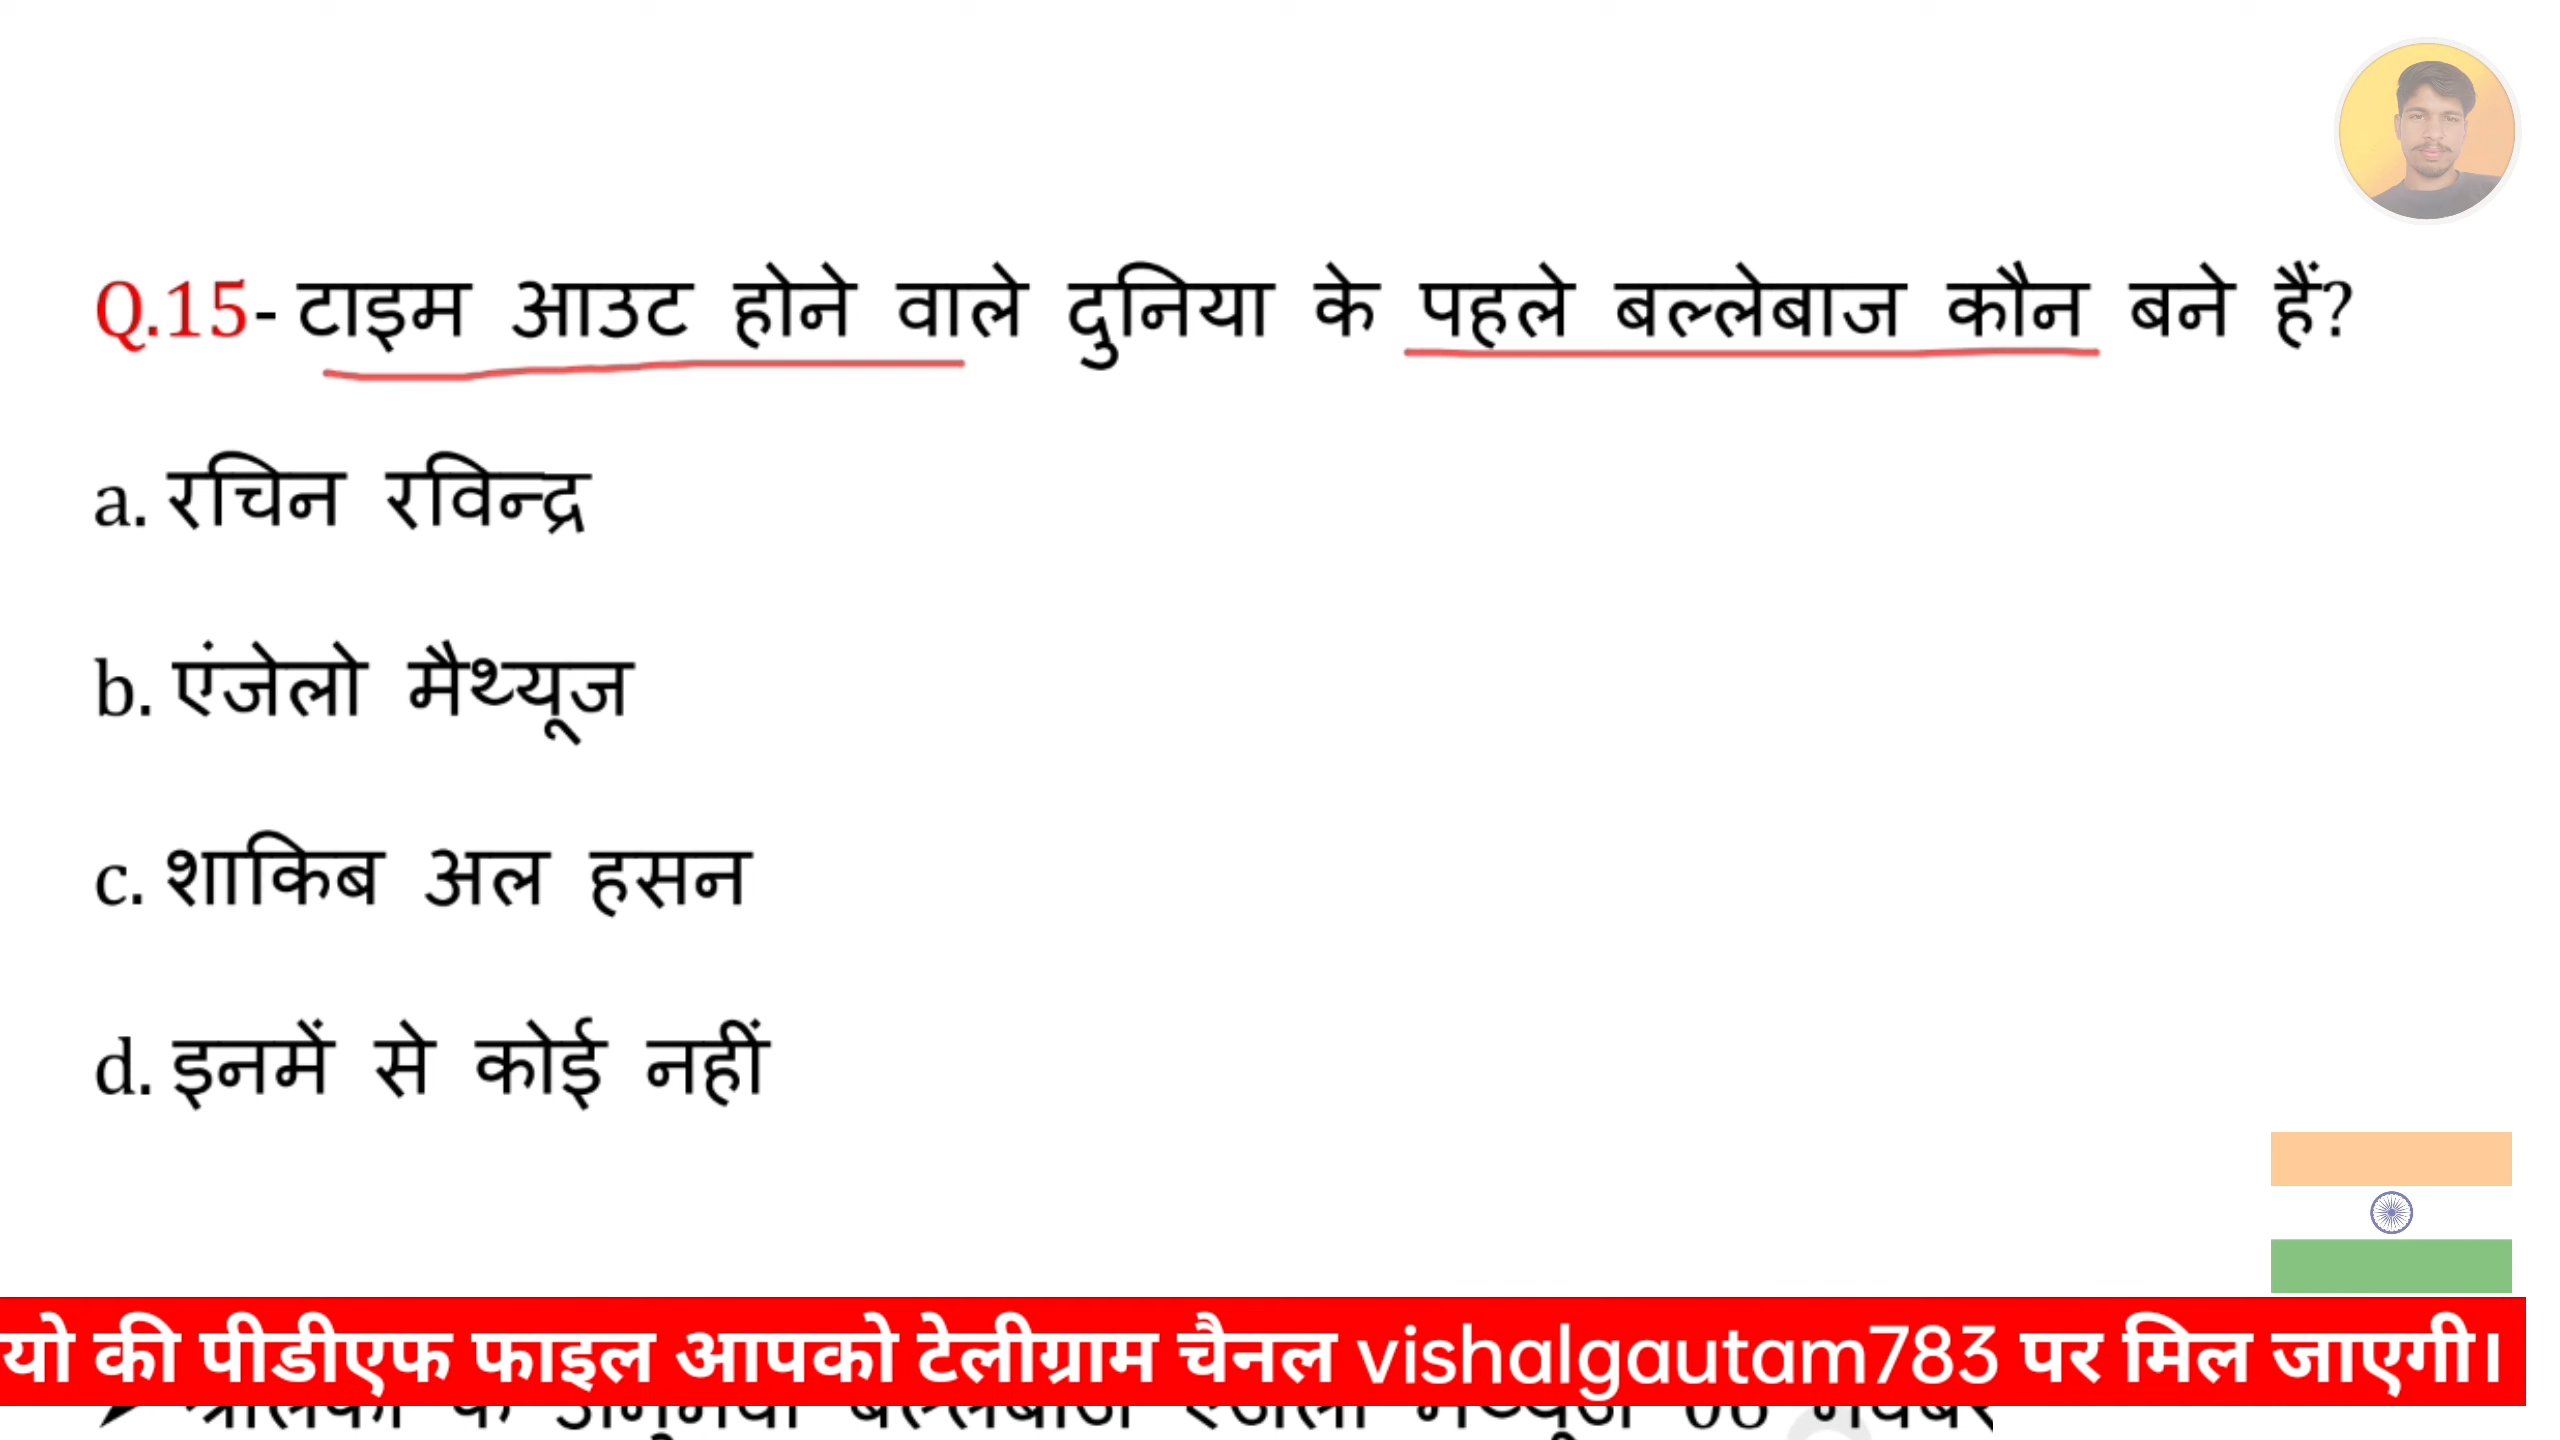 Q.15- टाइम आउट होने वाले दुनिया के पहले बल्लेबाज कौन बने हैं?
a. रचिन रविन्द्र
b. एंजेलो मैथ्यूज
c. शाकिब अल हसन
d. इनमें से कोई नहीं
यो की पीडीएफ फाइल आपको टेलीग्राम चैनल vishalgautam783 पर मिल जाएगी।